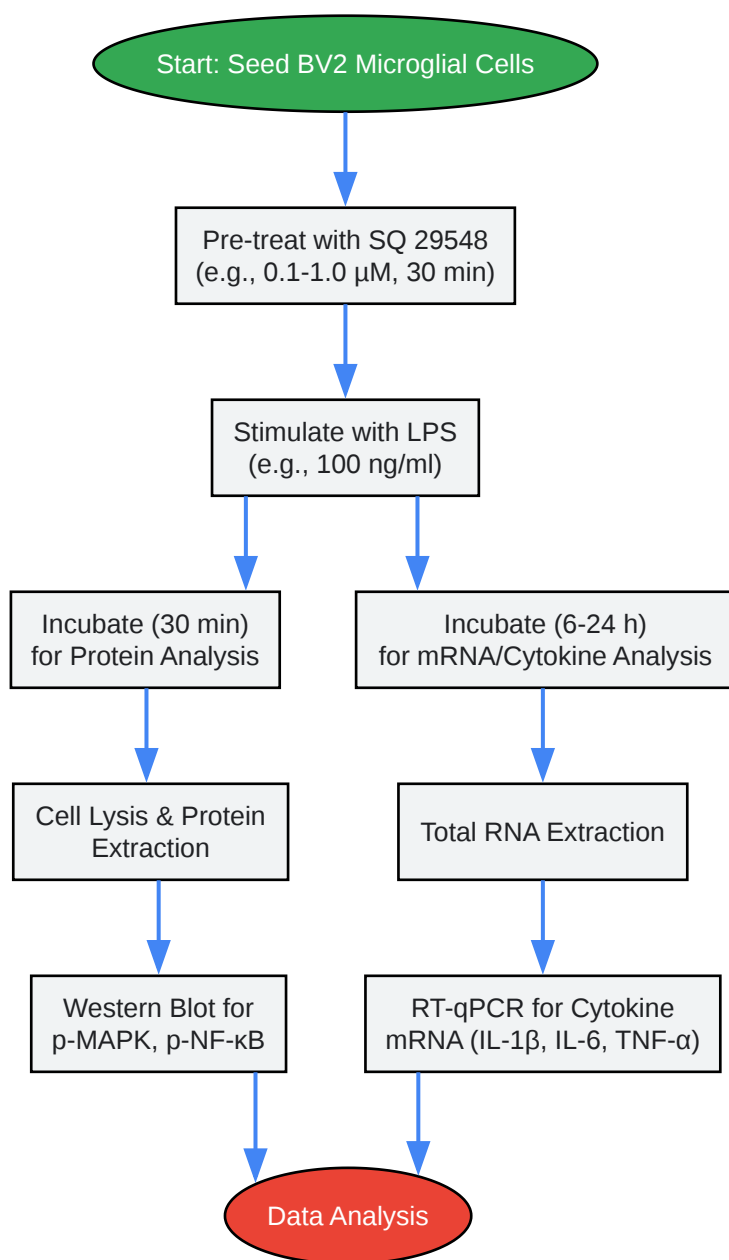 Start: Seed BV2 Microglial Cells
Pre-treat with SQ 29548
(e.g., 0.1-1.0 μM, 30 min)
Stimulate with LPS
(e.g., 100 ng/ml)
Incubate (30 min)
for Protein Analysis
Incubate (6-24 h)
for mRNA/Cytokine Analysis
Cell Lysis & Protein
Extraction
Total RNA Extraction
Western Blot for
p-MAPK, p-NF-κB
RT-qPCR for Cytokine
mRNA (IL-1β, IL-6, TNF-α)
Data Analysis